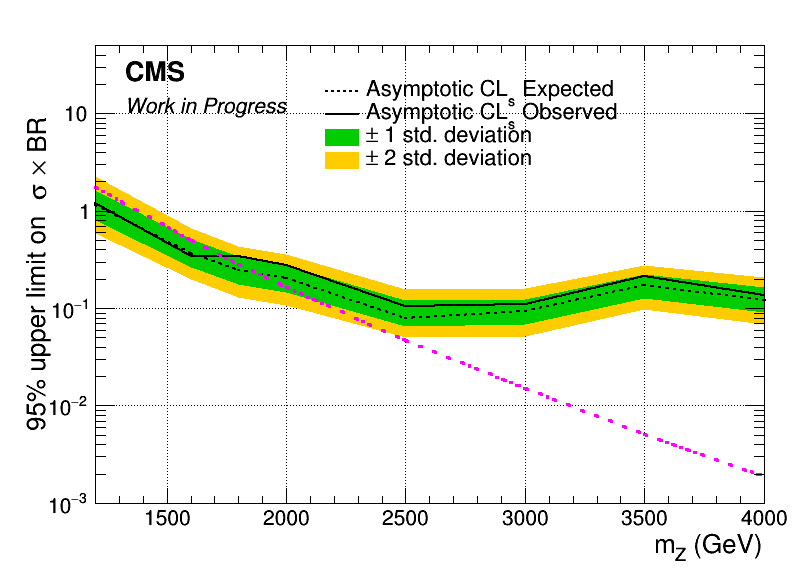 CMS
Work in Progress
Asymptotic CLs Expected
Asymptotic CLs Observed
± 1 std. deviation
± 2 std. deviation
95% upper limit on σ × BR
10
1
10⁻¹
10⁻²
10⁻³
1500 2000 2500 3000 3500 4000
mZ (GeV)